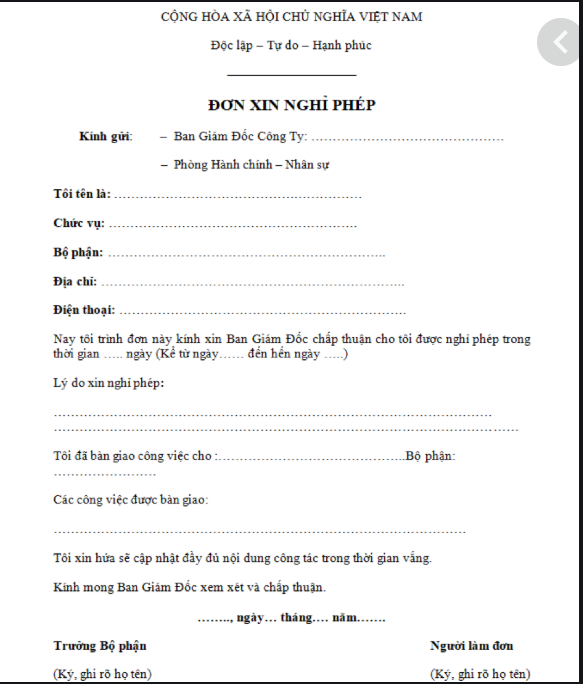 CỘNG HÒA XÃ HỘI CHỦ NGHĨA VIỆT NAM
Độc lập – Tự do – Hạnh phúc
ĐƠN XIN NGHỈ PHÉP
Kính gửi: – Ban Giám Đốc Công Ty: ………………………………………
– Phòng Hành chính – Nhân sự
Tôi tên là: ………………………………………………….
Chức vụ: ………………………………………………….
Bộ phận: ………………………………………………………..
Địa chỉ: ……………………………………………………………..
Điện thoại: ………………………………………………………….
Nay tôi trình đơn này kính xin Ban Giám Đốc chấp thuận cho tôi được nghỉ phép trong
thời gian ….. ngày (Kể từ ngày…… đến hến ngày …..)
Lý do xin nghỉ phép:
…………………………………………………………………………………………
………………………………………………………………………………………………
Tôi đã bàn giao công việc cho :……………………………………..Bộ phận:
…………………….
Các công việc được bàn giao:
……………………………………………………………………………………
Tôi xin hứa sẽ cập nhật đầy đủ nội dung công tác trong thời gian vắng.
Kính mong Ban Giám Đốc xem xét và chấp thuận.
…….., ngày… tháng…. năm…….
Trưởng Bộ phận Người làm đơn
(Ký, ghi rõ họ tên) (Ký, ghi rõ họ tên)